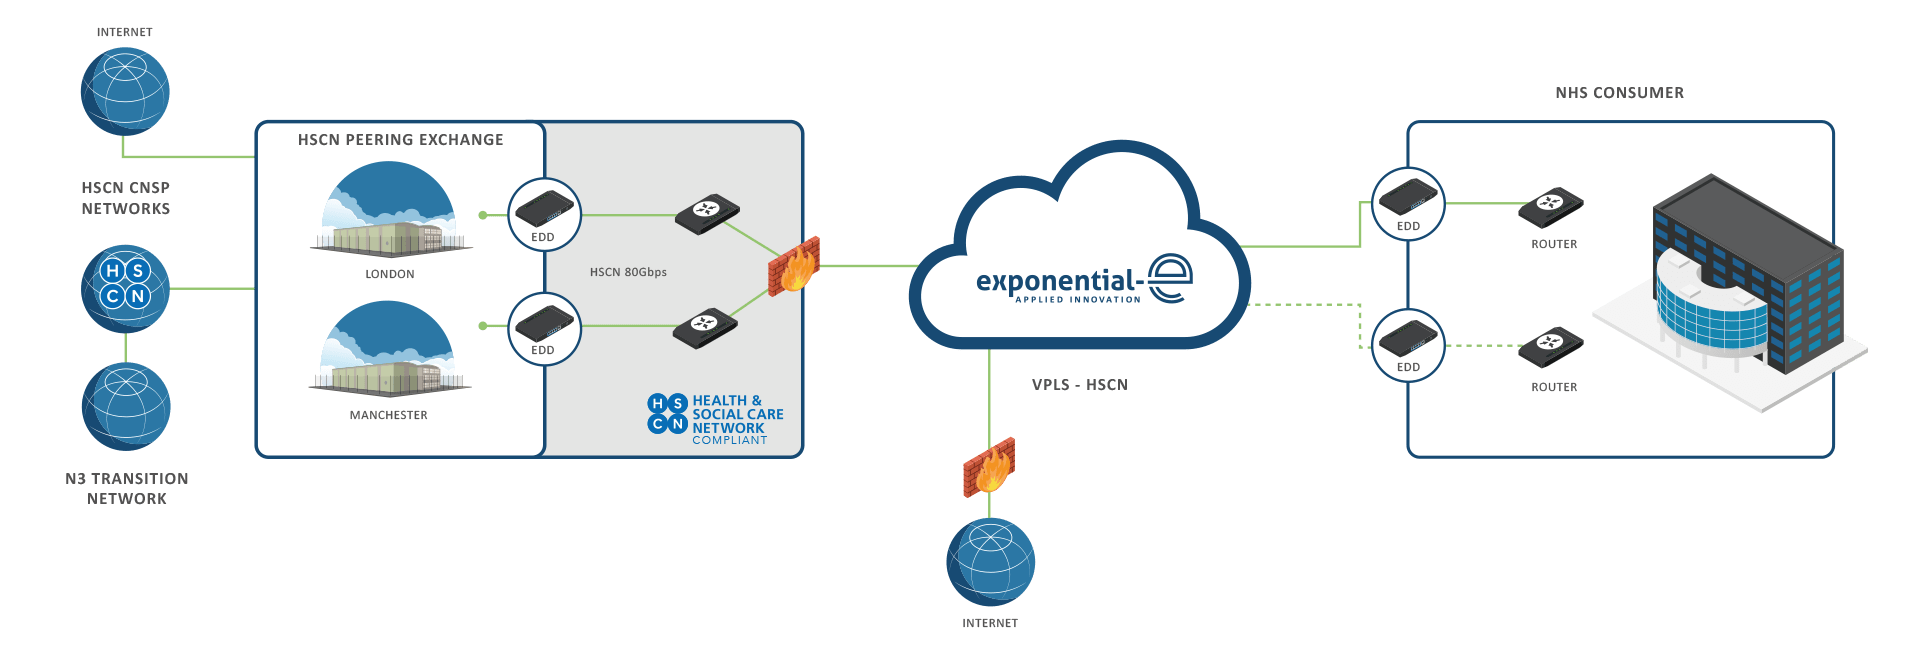 INTERNET
HSCN CNSP
NETWORKS
H S
C N
N3 TRANSITION
NETWORK
HSCN PEERING EXCHANGE
LONDON
MANCHESTER
EDD
EDD
HSCN 80Gbps
H S
C N
HEALTH &
SOCIAL CARE
NETWORK
COMPLIANT
exponential-e
APPLIED INNOVATION
VPLS - HSCN
INTERNET
NHS CONSUMER
EDD
ROUTER
EDD
ROUTER